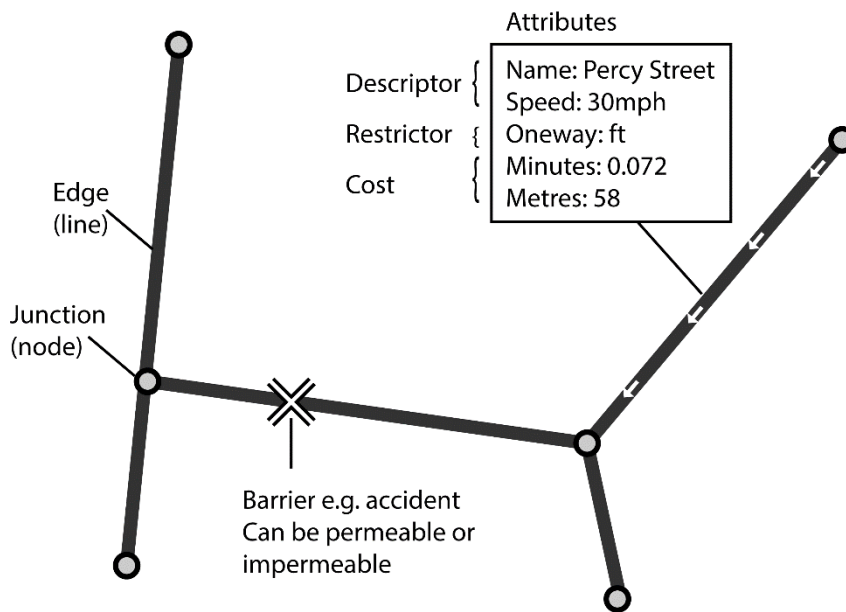 Attributes
Descriptor
Name: Percy Street
Speed: 30mph
Restrictor
Oneway: ft
Cost
Minutes: 0.072
Metres: 58
Edge
(line)
Junction
(node)
Barrier e.g. accident
Can be permeable or
impermeable